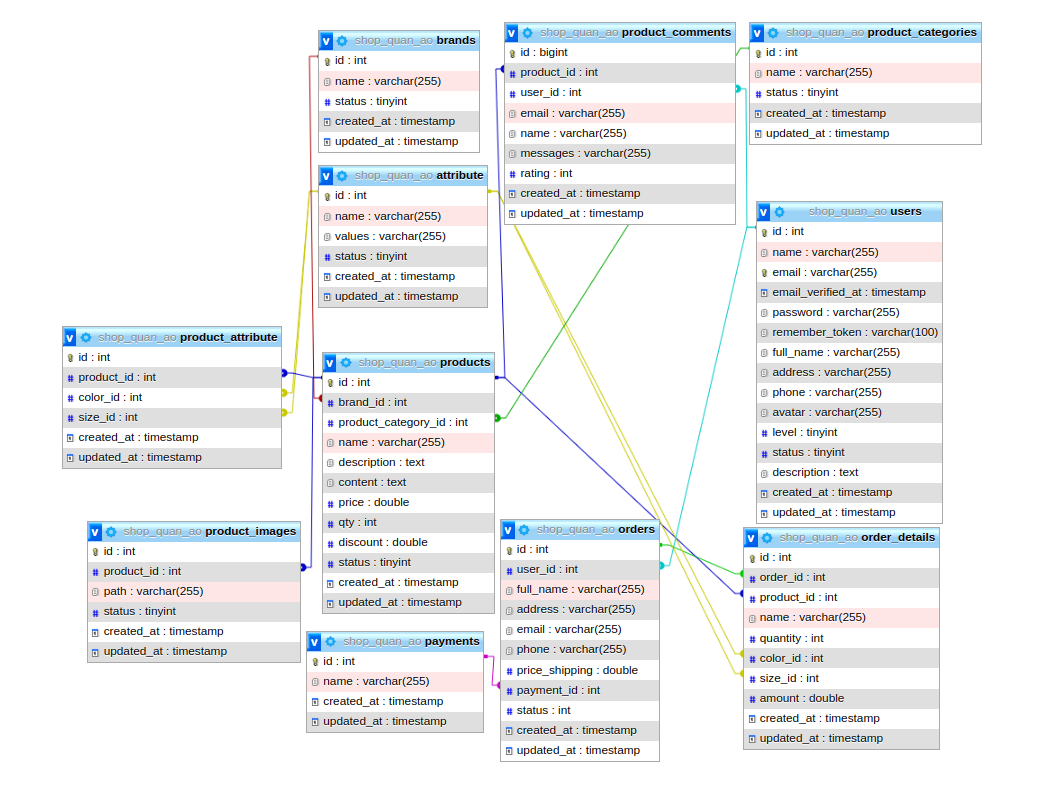 shop_quan_ao brands
id : int
name : varchar(255)
status : tinyint
created_at : timestamp
updated_at : timestamp
shop_quan_ao product_comments
id : bigint
product_id : int
user_id : int
email : varchar(255)
name : varchar(255)
messages : varchar(255)
rating : int
created_at : timestamp
updated_at : timestamp
shop_quan_ao product_categories
id : int
name : varchar(255)
status : tinyint
created_at : timestamp
updated_at : timestamp
shop_quan_ao attribute
id : int
name : varchar(255)
values : varchar(255)
status : tinyint
created_at : timestamp
updated_at : timestamp
shop_quan_ao users
id : int
name : varchar(255)
email : varchar(255)
email_verified_at : timestamp
password : varchar(255)
remember_token : varchar(100)
full_name : varchar(255)
address : varchar(255)
phone : varchar(255)
avatar : varchar(255)
level : tinyint
status : tinyint
description : text
created_at : timestamp
updated_at : timestamp
shop_quan_ao product_attribute
id : int
product_id : int
color_id : int
size_id : int
created_at : timestamp
updated_at : timestamp
shop_quan_ao products
id : int
brand_id : int
product_category_id : int
name : varchar(255)
description : text
content : text
price : double
qty : int
discount : double
status : tinyint
created_at : timestamp
updated_at : timestamp
shop_quan_ao product_images
id : int
product_id : int
path : varchar(255)
status : tinyint
created_at : timestamp
updated_at : timestamp
shop_quan_ao orders
id : int
user_id : int
full_name : varchar(255)
address : varchar(255)
email : varchar(255)
phone : varchar(255)
price_shipping : double
payment_id : int
status : int
created_at : timestamp
updated_at : timestamp
shop_quan_ao order_details
id : int
order_id : int
product_id : int
name : varchar(255)
quantity : int
color_id : int
size_id : int
amount : double
created_at : timestamp
updated_at : timestamp
shop_quan_ao payments
id : int
name : varchar(255)
created_at : timestamp
updated_at : timestamp